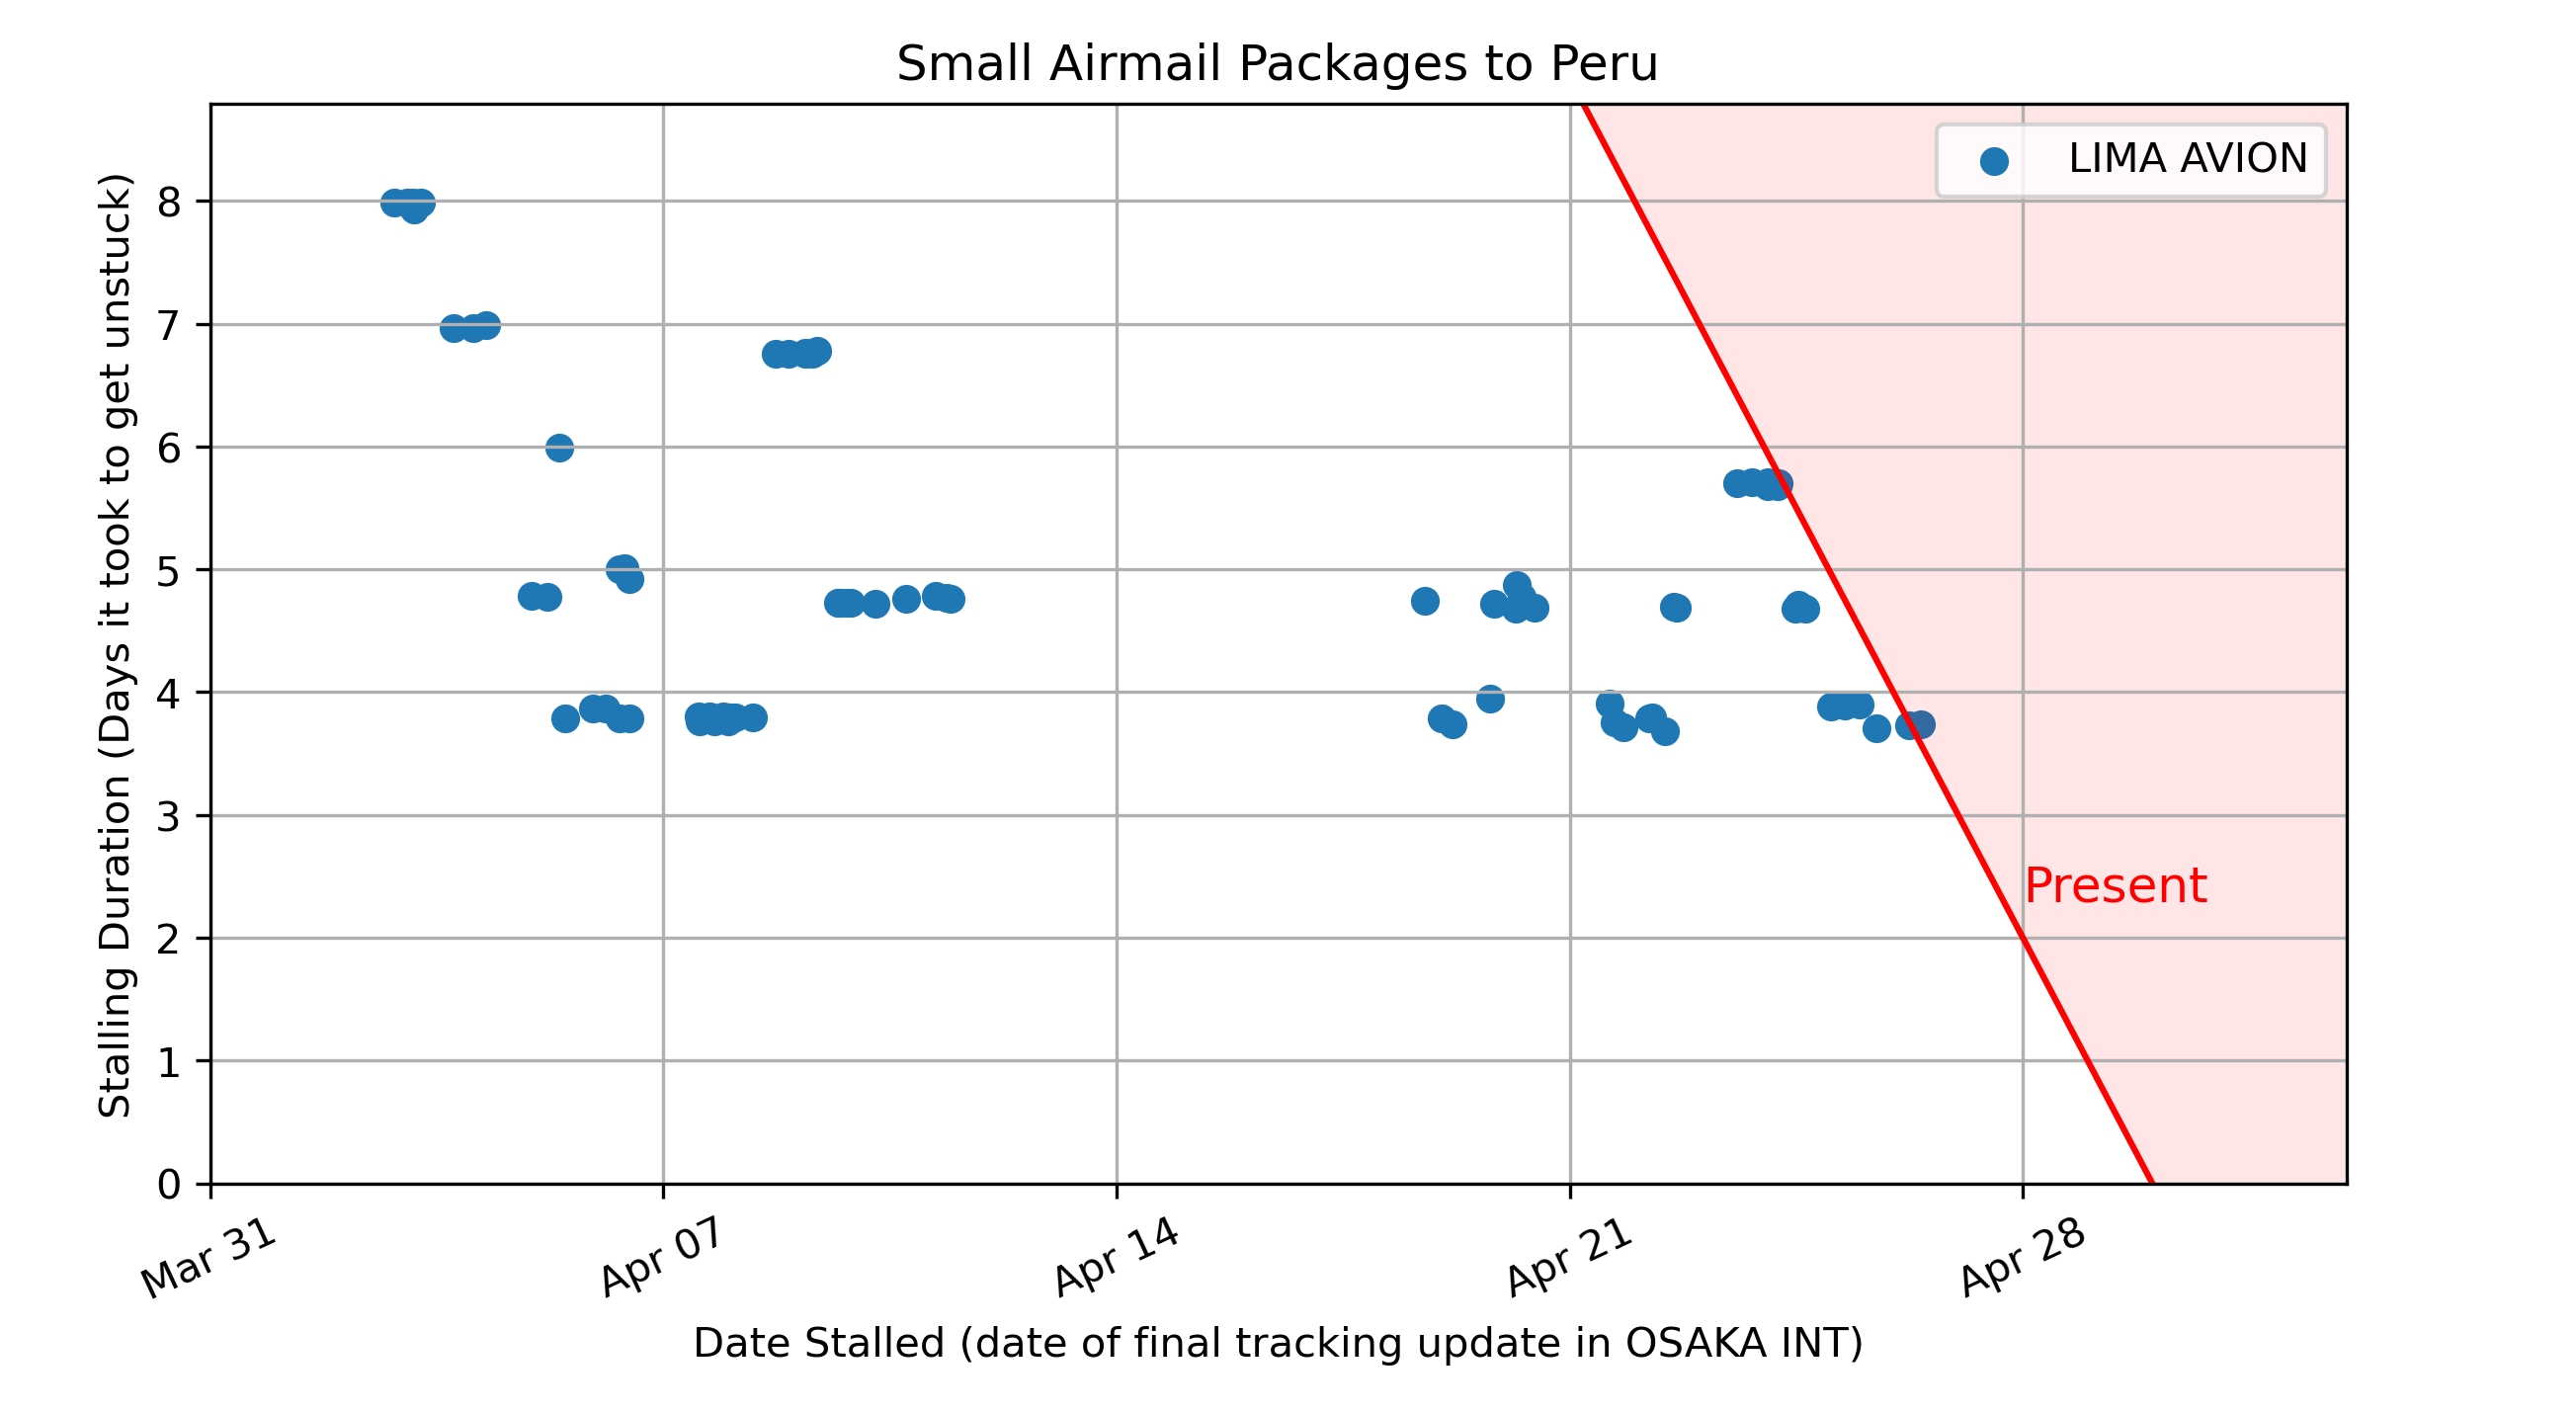 Small Airmail Packages to Peru
LIMA AVION
Stalling Duration (Days it took to get unstuck)
8
7
6
5
4
3
2
1
0
Present
Mar 31
Apr 07
Apr 14
Apr 21
Apr 28
Date Stalled (date of final tracking update in OSAKA INT)